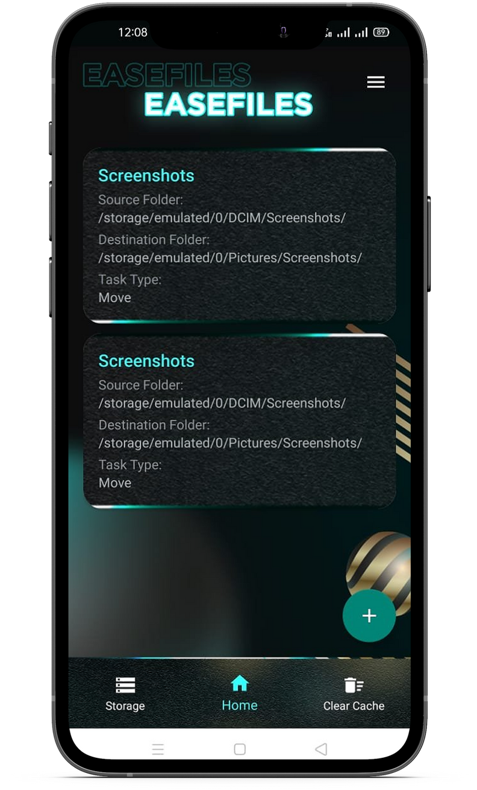 12:08
89
EASEFILES
EASEFILES
Screenshots
Source Folder:
/storage/emulated/0/DCIM/Screenshots/
Destination Folder:
/storage/emulated/0/Pictures/Screenshots/
Task Type:
Move
Screenshots
Source Folder:
/storage/emulated/0/DCIM/Screenshots/
Destination Folder:
/storage/emulated/0/Pictures/Screenshots/
Task Type:
Move
+
Storage
Home
Clear Cache